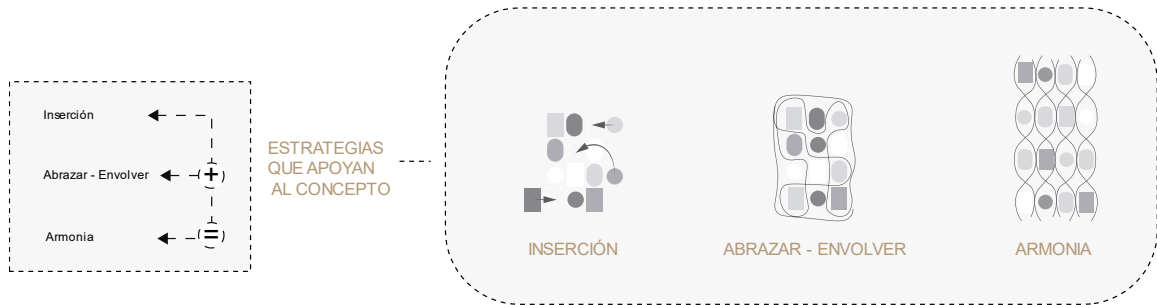 Inserción
+
Abrazar - Envolver
=
Armonia
ESTRATEGIAS
QUE APOYAN
AL CONCEPTO
INSERCIÓN
ABRAZAR - ENVOLVER
ARMONIA